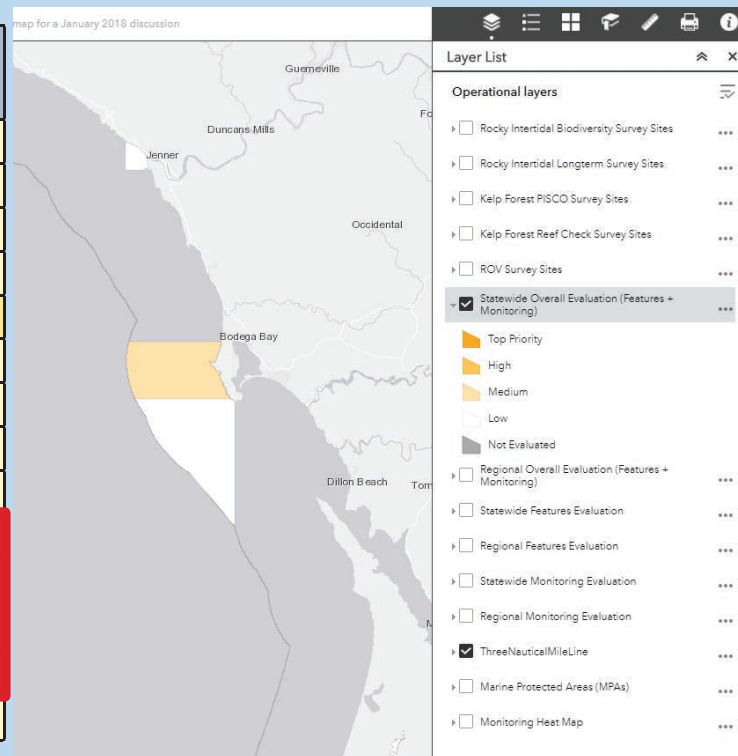 map for a January 2018 discussion
Guerneville
Duncans Mills
Jenner
Occidental
Bodega Bay
Dillon Beach
Tom
Layer List
Operational layers
Rocky Intertidal Biodiversity Survey Sites
Rocky Intertidal Longterm Survey Sites
Kelp Forest PISCO Survey Sites
Kelp Forest Reef Check Survey Sites
ROV Survey Sites
Statewide Overall Evaluation (Features +
Monitoring)
Top Priority
High
Medium
Low
Not Evaluated
Regional Overall Evaluation (Features +
Monitoring)
Statewide Features Evaluation
Regional Features Evaluation
Statewide Monitoring Evaluation
Regional Monitoring Evaluation
ThreeNauticalMileLine
Marine Protected Areas (MPAs)
Monitoring Heat Map